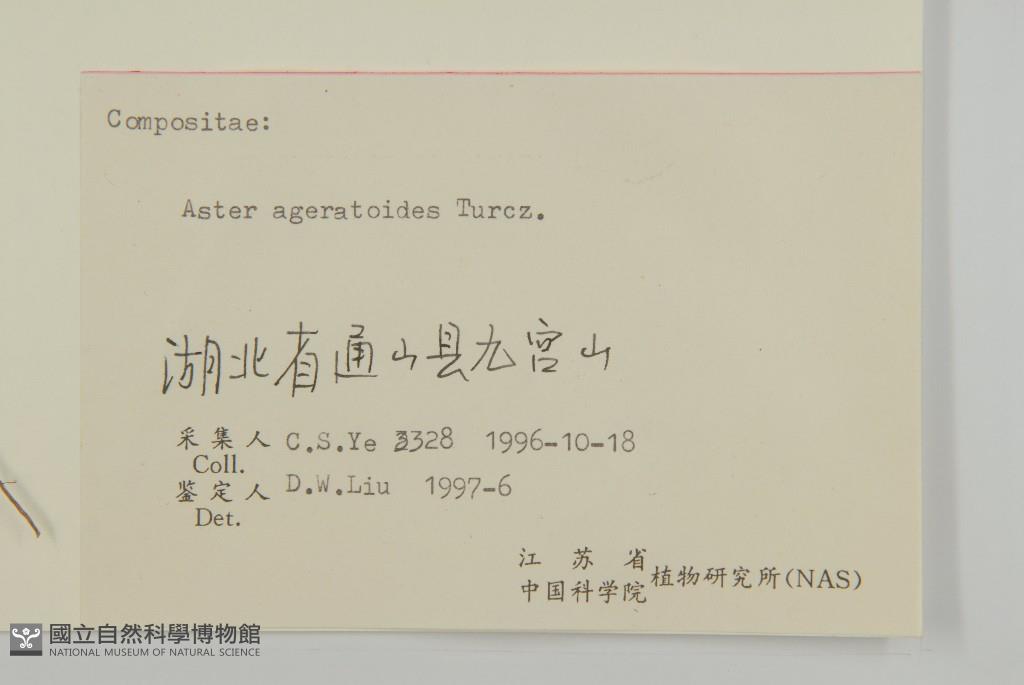 Compositae:
Aster ageratoides Turcz.
湖北省通山县九宫山
采集人 C.S.Ye 3328 1996-10-18
Coll.
鉴定人 D.W.Liu 1997-6
Det.
江苏省
中国科学院植物研究所(NAS)
國立自然科學博物館
NATIONAL MUSEUM OF NATURAL SCIENCE